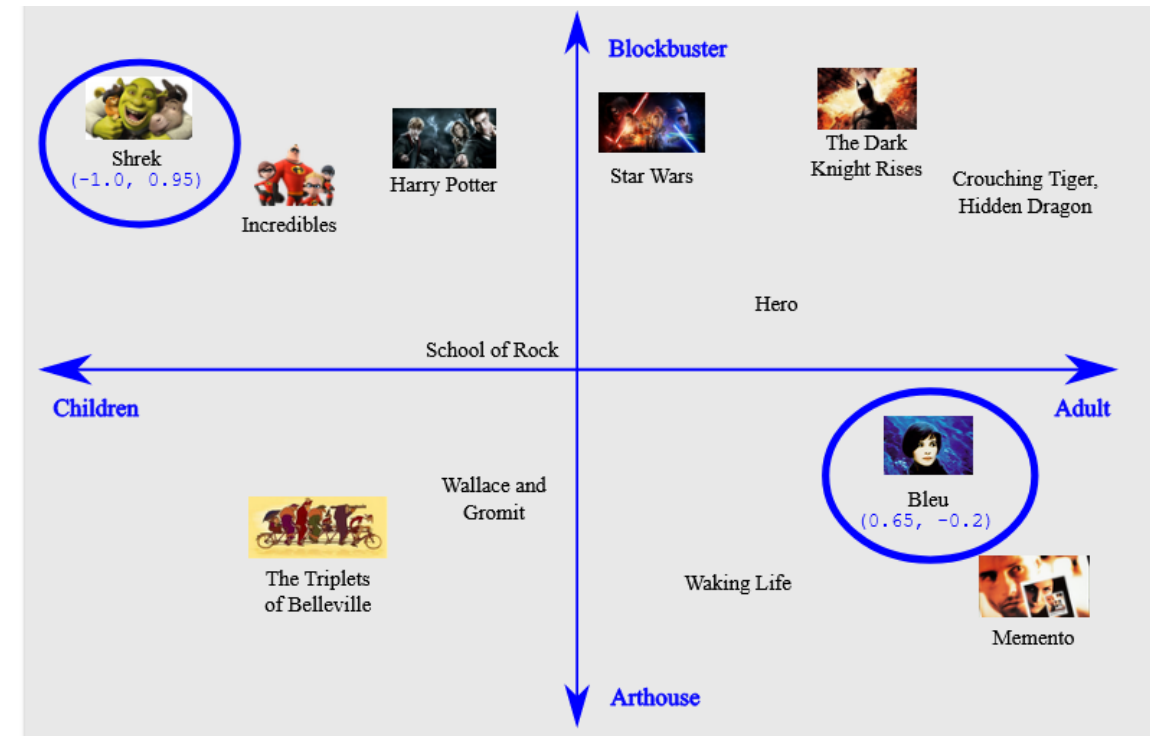 Blockbuster
Shrek
(-1.0, 0.95)
Incredibles
Harry Potter
Star Wars
The Dark
Knight Rises
Crouching Tiger,
Hidden Dragon
Hero
School of Rock
Children
Adult
Wallace and
Gromit
Bleu
(0.65, -0.2)
The Triplets
of Belleville
Waking Life
Memento
Arthouse